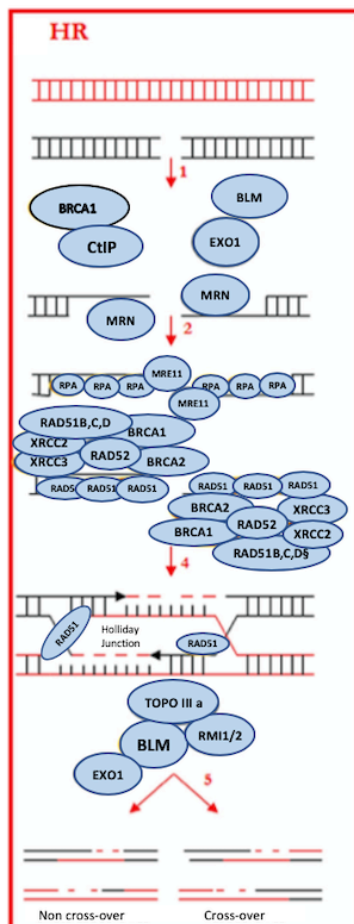 HR
1
BRCA1
BLM
CtIP
EXO1
MRN
MRN
2
MRE11
RPA RPA RPA RPA RPA RPA
MRE11
RAD51B,C,D
BRCA1
XRCC2
RAD52
XRCC3
BRCA2
RAD5 RAD51 RAD51
RAD51 RAD51 RAD51
BRCA2
XRCC3
RAD52
BRCA1
XRCC2
RAD51B,C,D§
4
RAD51
Holliday
Junction
RAD51
TOPO III a
RMI1/2
BLM
EXO1
5
Non cross-over Cross-over